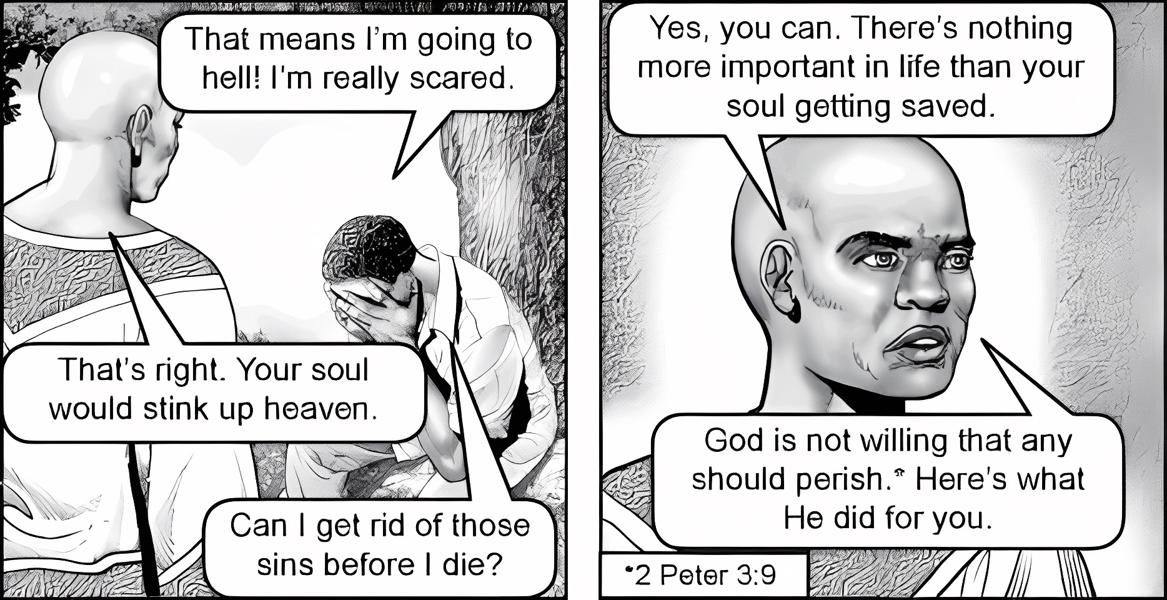 That means I'm going to
hell! I'm really scared.
That's right. Your soul
would stink up heaven.
Can I get rid of those
sins before I die?
Yes, you can. There's nothing
more important in life than your
soul getting saved.
God is not willing that any
should perish.* Here's what
He did for you.
*2 Peter 3:9